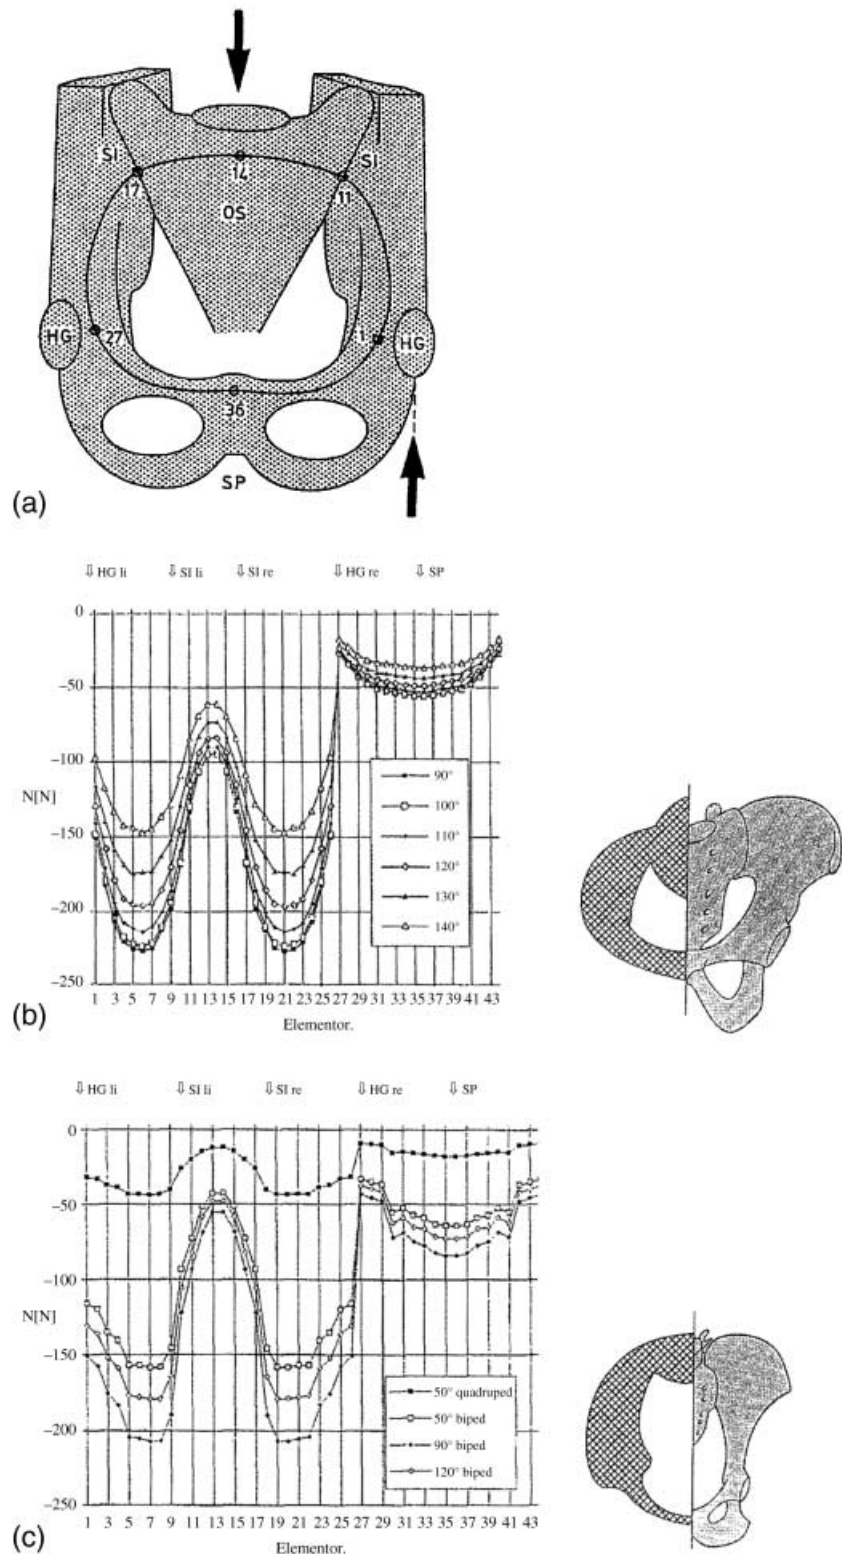 SI
SI
14
17
11
OS
HG
27
1
HG
36
SP
(a)
⇩ HG li ⇩ SI li ⇩ SI re ⇩ HG re ⇩ SP
0
−50
−100
N[N]
−150
−200
−250
90°
100°
110°
120°
130°
140°
1 3 5 7 9 11 13 15 17 19 21 23 25 27 29 31 33 35 37 39 41 43
Elementor.
(b)
⇩ HG li ⇩ SI li ⇩ SI re ⇩ HG re ⇩ SP
0
−50
−100
N[N]
−150
−200
−250
50° quadruped
50° biped
90° biped
120° biped
1 3 5 7 9 11 13 15 17 19 21 23 25 27 29 31 33 35 37 39 41 43
Elementor.
(c)